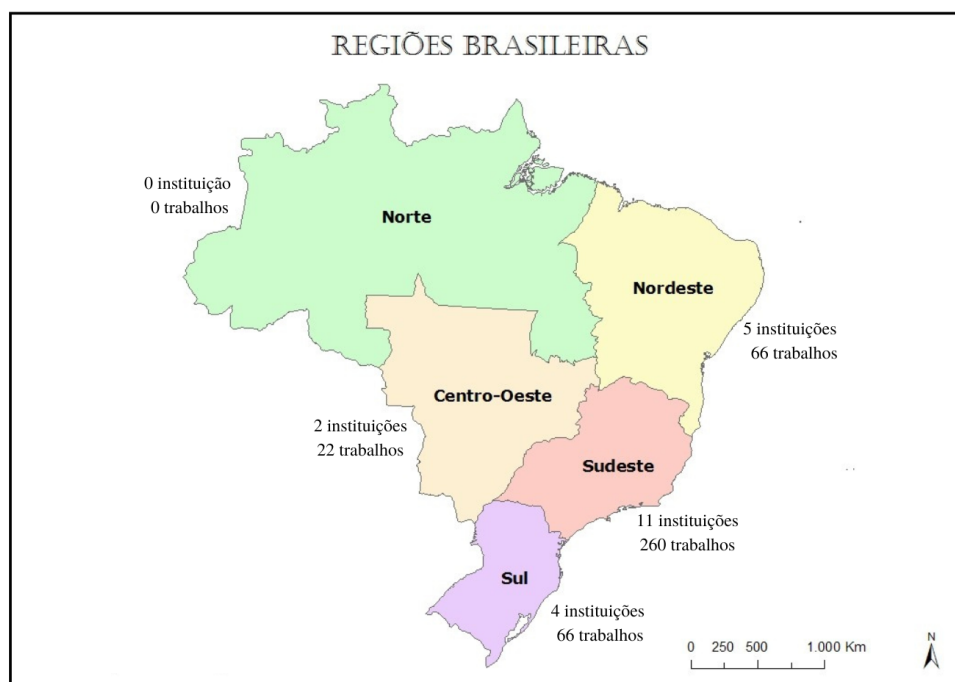 REGIÕES BRASILEIRAS
0 instituição
0 trabalhos
Norte
Nordeste
5 instituições
66 trabalhos
Centro-Oeste
2 instituições
22 trabalhos
Sudeste
11 instituições
260 trabalhos
Sul
4 instituições
66 trabalhos
0 250 500 1.000 Km
N